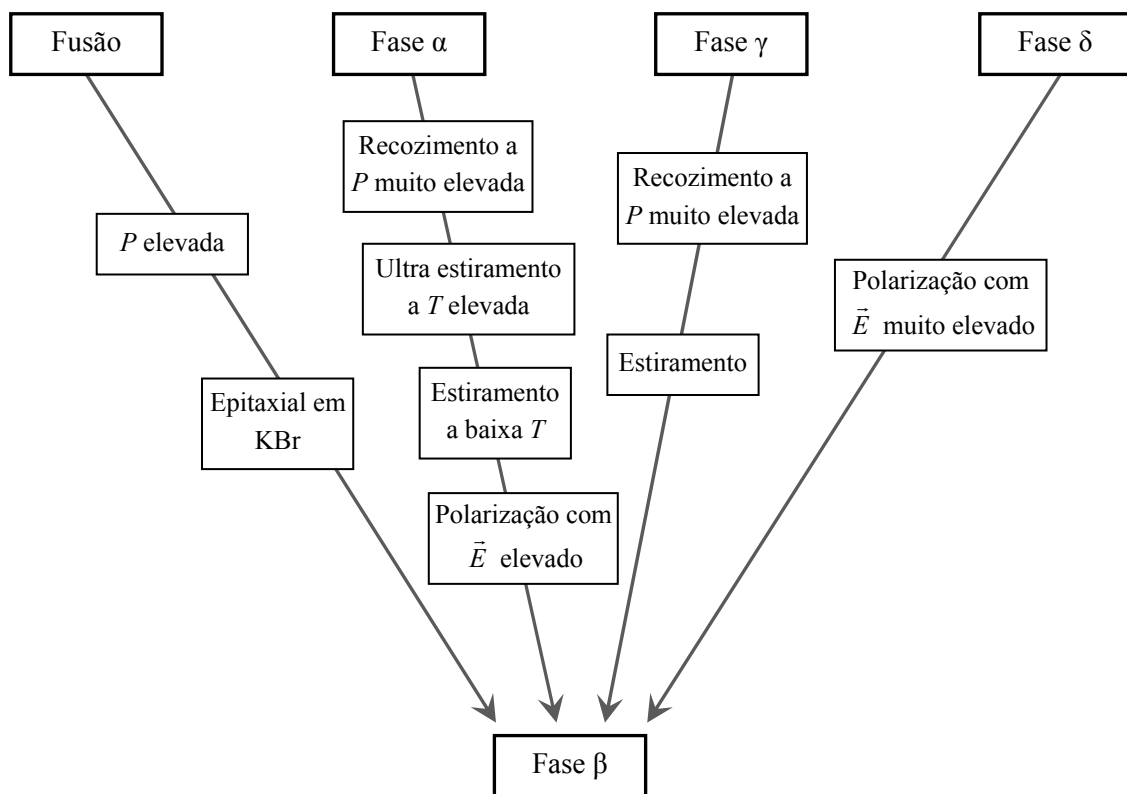 Fusão
Fase α
Fase γ
Fase δ
Recozimento a
P muito elevada
Recozimento a
P muito elevada
P elevada
Ultra estiramento
a T elevada
Polarização com
E⃗ muito elevado
Estiramento
Epitaxial em
KBr
Estiramento
a baixa T
Polarização com
E⃗ elevado
Fase β